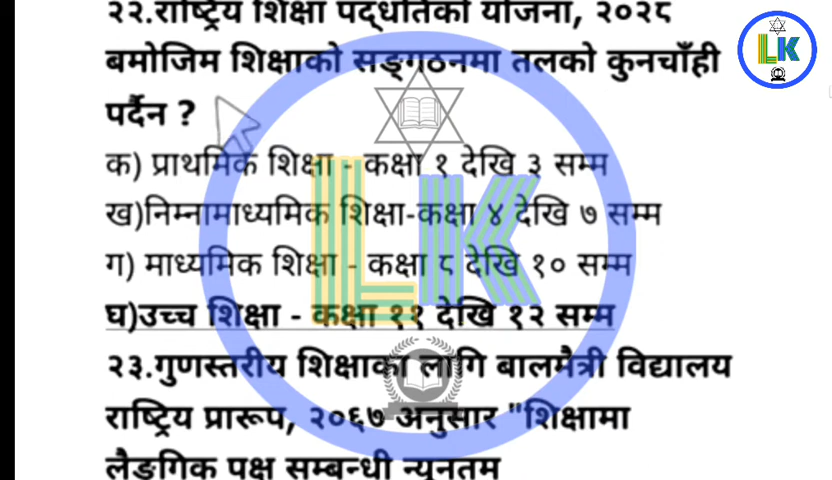 २२.राष्ट्रिय शिक्षा पद्धतिको योजना, २०२८
बमोजिम शिक्षाको सङ्गठनमा तलको कुनचाँही
पर्दैन ?
क) प्राथमिक शिक्षा - कक्षा १ देखि ३ सम्म
ख)निम्नामाध्यमिक शिक्षा-कक्षा ४ देखि ७ सम्म
ग) माध्यमिक शिक्षा - कक्षा ८ देखि १० सम्म
घ)उच्च शिक्षा - कक्षा ११ देखि १२ सम्म
२३.गुणस्तरीय शिक्षाका लागि बालमैत्री विद्यालय
राष्ट्रिय प्रारूप, २०६७ अनुसार "शिक्षामा
लैङ्गिक पक्ष सम्बन्धी न्यूनतम
LK
LK